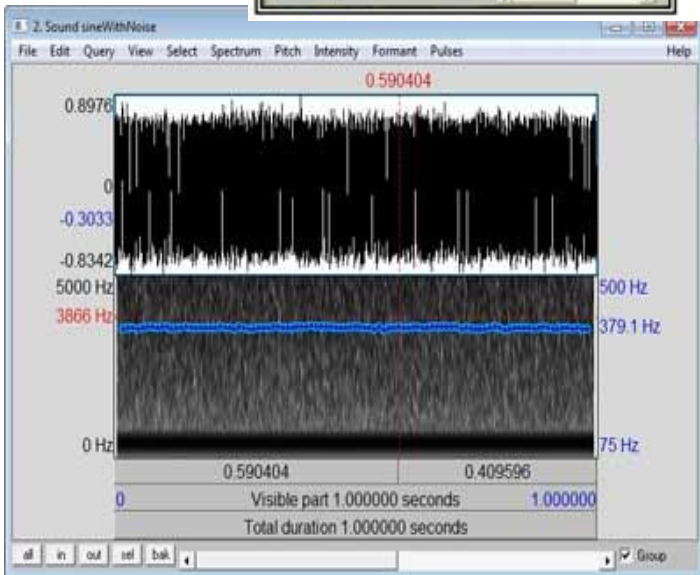 2. Sound sineWithNoise
File Edit Query View Select Spectrum Pitch Intensity Formant Pulses Help
0.590404
0.8976
0
-0.3033
-0.8342
5000 Hz 500 Hz
3866 Hz 379.1 Hz
0 Hz 75 Hz
0.590404 0.409596
0 Visible part 1.000000 seconds 1.000000
Total duration 1.000000 seconds
all in out sel bak Group